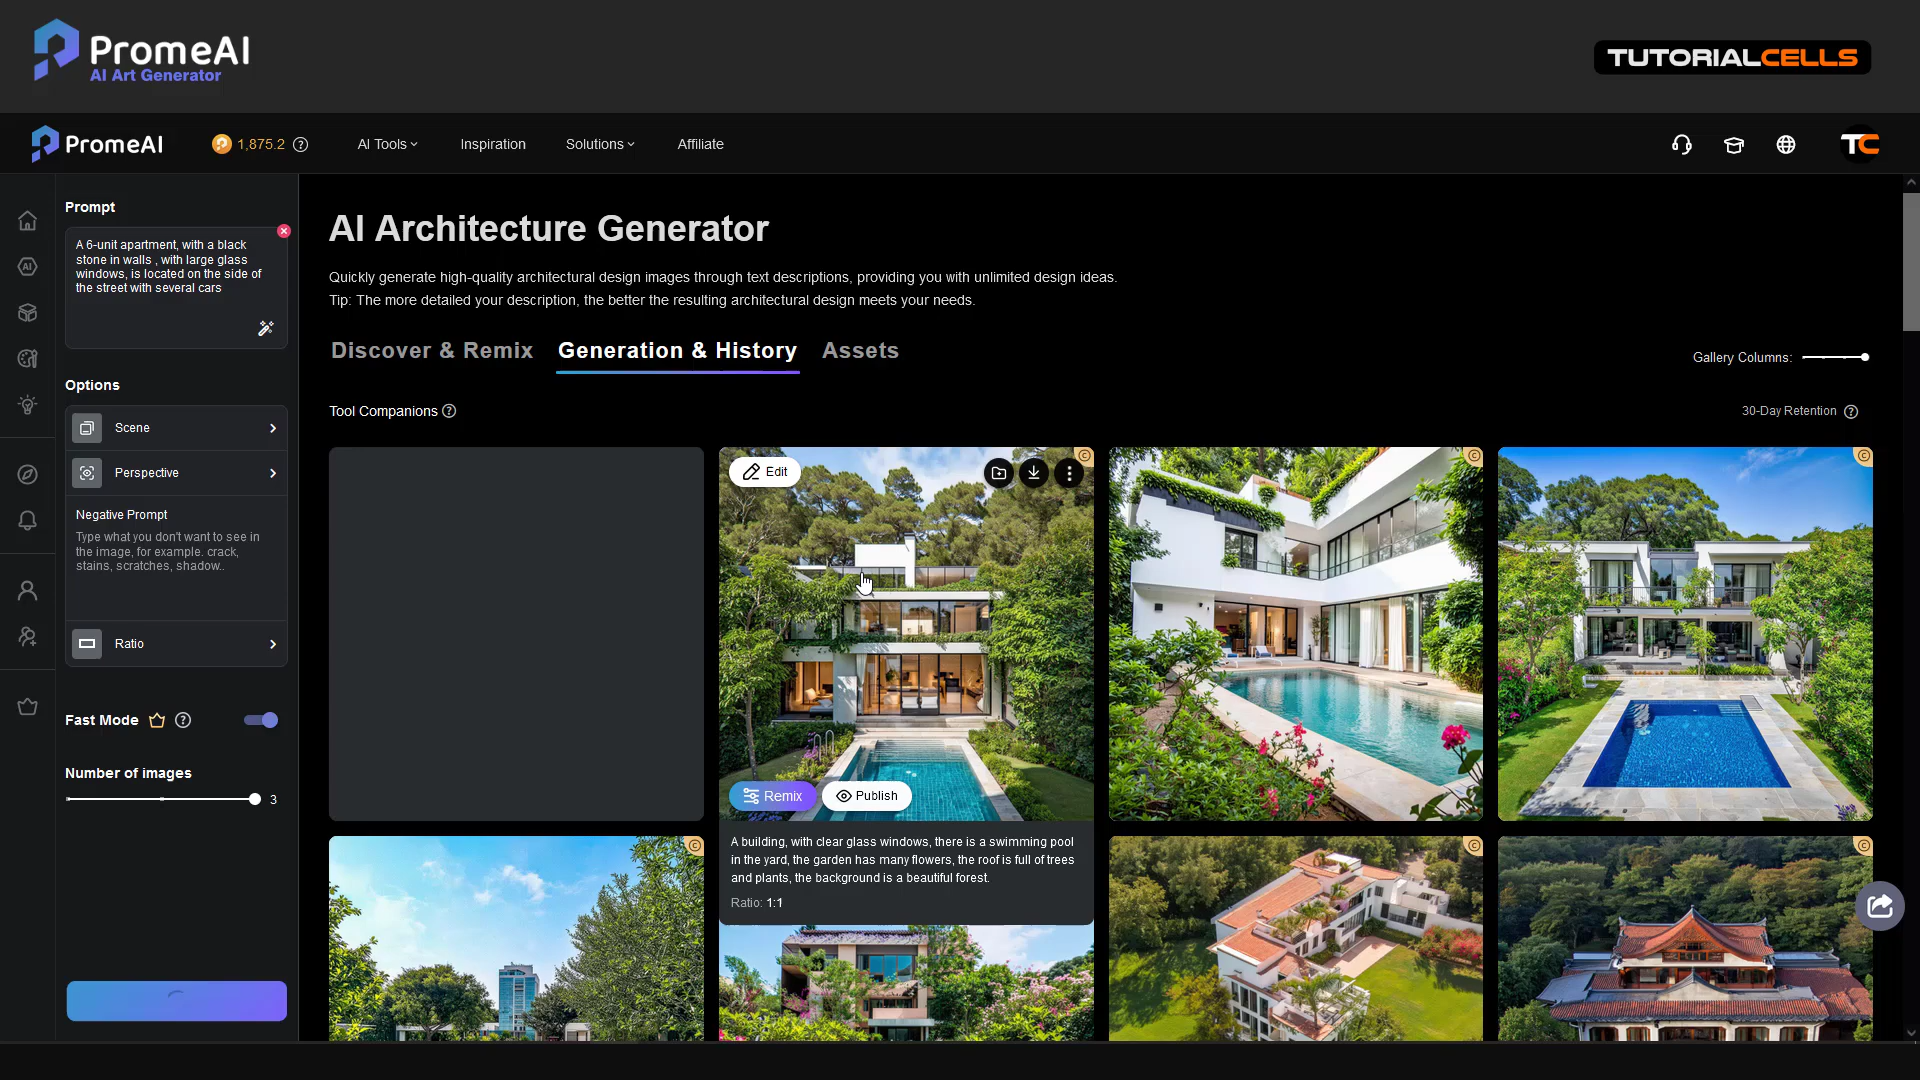 PromeAI
AI Art Generator
TUTORIALCELLS
PromeAI
1,875.2
AI Tools
Inspiration
Solutions
Affiliate
TC
Prompt
A 6-unit apartment, with a black
stone in walls , with large glass
windows, is located on the side of
the street with several cars
Options
AI
Scene
Perspective
Negative Prompt
Type what you don't want to see in
the image, for example. crack,
stains, scratches, shadow..
Ratio
Fast Mode
Number of images
3
AI Architecture Generator
Quickly generate high-quality architectural design images through text descriptions, providing you with unlimited design ideas.
Tip: The more detailed your description, the better the resulting architectural design meets your needs.
Discover & Remix
Generation & History
Assets
Gallery Columns:
Tool Companions
30-Day Retention
Edit
Remix
Publish
A building, with clear glass windows, there is a swimming pool
in the yard, the garden has many flowers, the roof is full of trees
and plants, the background is a beautiful forest.
Ratio: 1:1